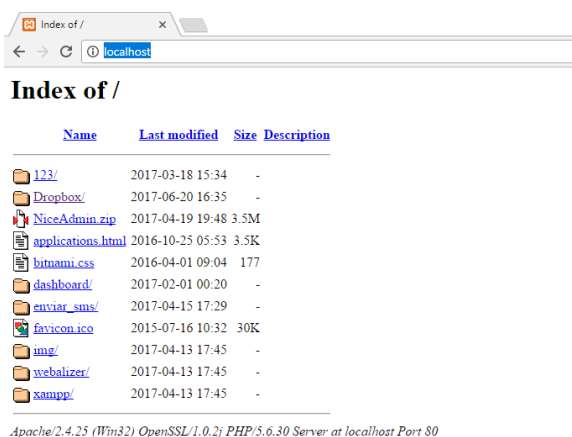 Index of /
localhost
Index of /
Name Last modified Size Description
123/ 2017-03-18 15:34 -
Dropbox/ 2017-06-20 16:35 -
NiceAdmin.zip 2017-04-19 19:48 3.5M
applications.html 2016-10-25 05:53 3.5K
bitnami.css 2016-04-01 09:04 177
dashboard/ 2017-02-01 00:20 -
enviar_sms/ 2017-04-15 17:29 -
favicon.ico 2015-07-16 10:32 30K
img/ 2017-04-13 17:45 -
webalizer/ 2017-04-13 17:45 -
xampp/ 2017-04-13 17:45 -
Apache/2.4.25 (Win32) OpenSSL/1.0.2j PHP/5.6.30 Server at localhost Port 80